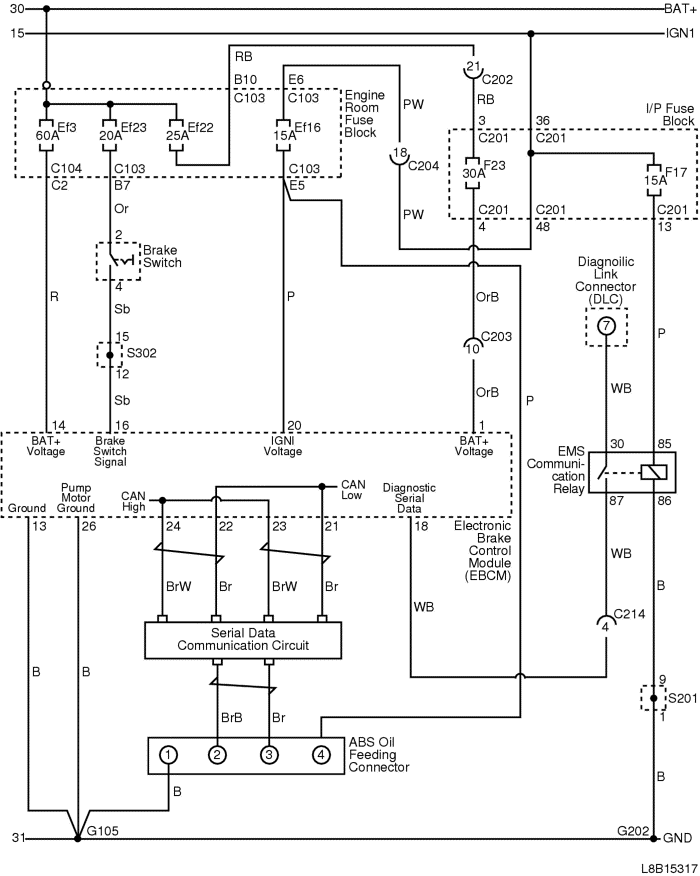 30 BAT+
15 IGN1
RB
21
C202
B10 E6
C103 C103
Engine
Room
Fuse
Block
PW
RB
I/P Fuse
Block
3 36
C201 C201
Ef3
60A
Ef23
20A
Ef22
25A
Ef16
15A
18
C204
F23
30A
F17
15A
C104 C103 C103
C2 B7 E5
PW
C201 C201 C201
4 48 13
Or
2
Brake
Switch
4
Diagnoilic
Link
Connector
(DLC)
7
R
Sb
P
OrB
P
15
S302
12
C203
10
Sb
OrB
P
WB
14 16 20 1
BAT+
Voltage
Brake
Switch
Signal
IGNI
Voltage
BAT+
Voltage
30 85
EMS
Communi-
cation
Relay
87 86
Pump
Motor
Ground
Ground
CAN
High
CAN
Low
Diagnostic
Serial
Data
13 26 24 22 23 21 18
Electronic
Brake
Control
Module
(EBCM)
WB
BrW Br BrW Br
WB
B
C214
4
Serial Data
Communication Circuit
B B
9
S201
1
BrB Br
ABS Oil
Feeding
Connector
1 2 3 4
B
B
31 G105 G202 GND
L8B15317